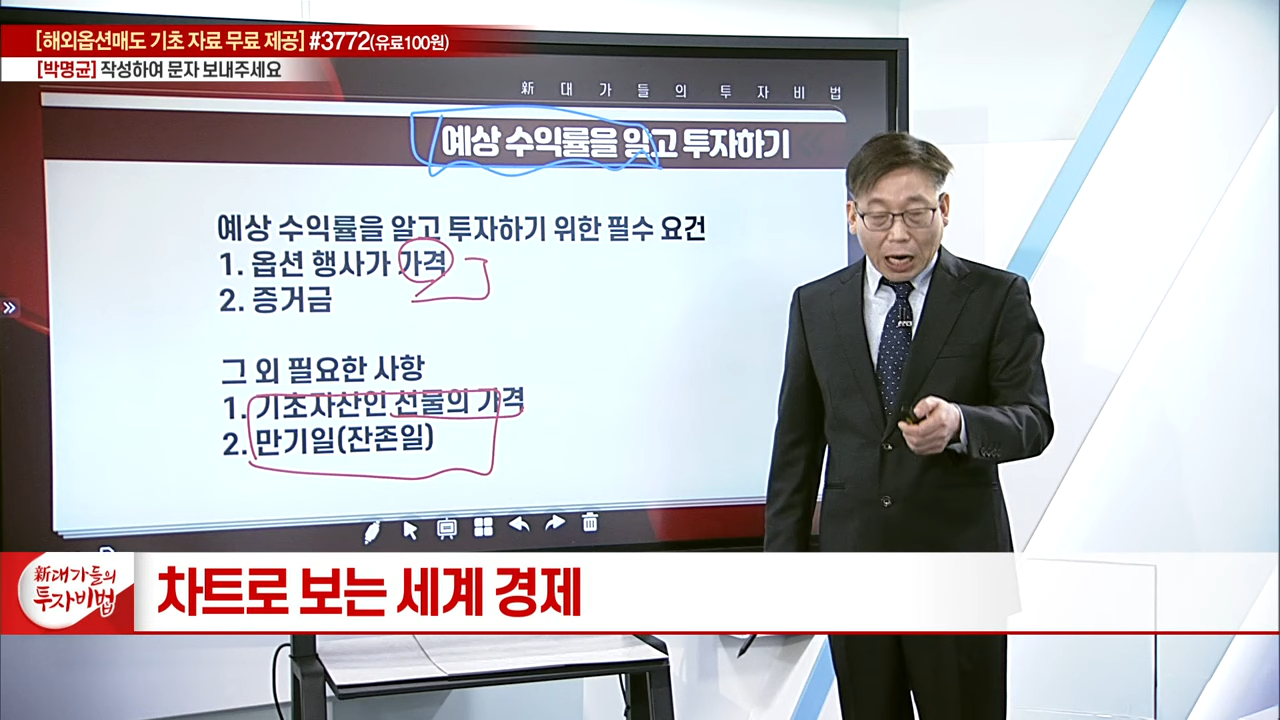 [해외옵션매도 기초 자료 무료 제공] #3772(유료100원)
[박명균] 작성하여 문자 보내주세요
新 대 가 들 의 투 자 비 법
예상 수익률을 알고 투자하기
예상 수익률을 알고 투자하기 위한 필수 요건
1. 옵션 행사가 가격
2. 증거금
그 외 필요한 사항
1. 기초자산인 선물의 가격
2. 만기일(잔존일)
新대가들의
투자비법
차트로 보는 세계 경제